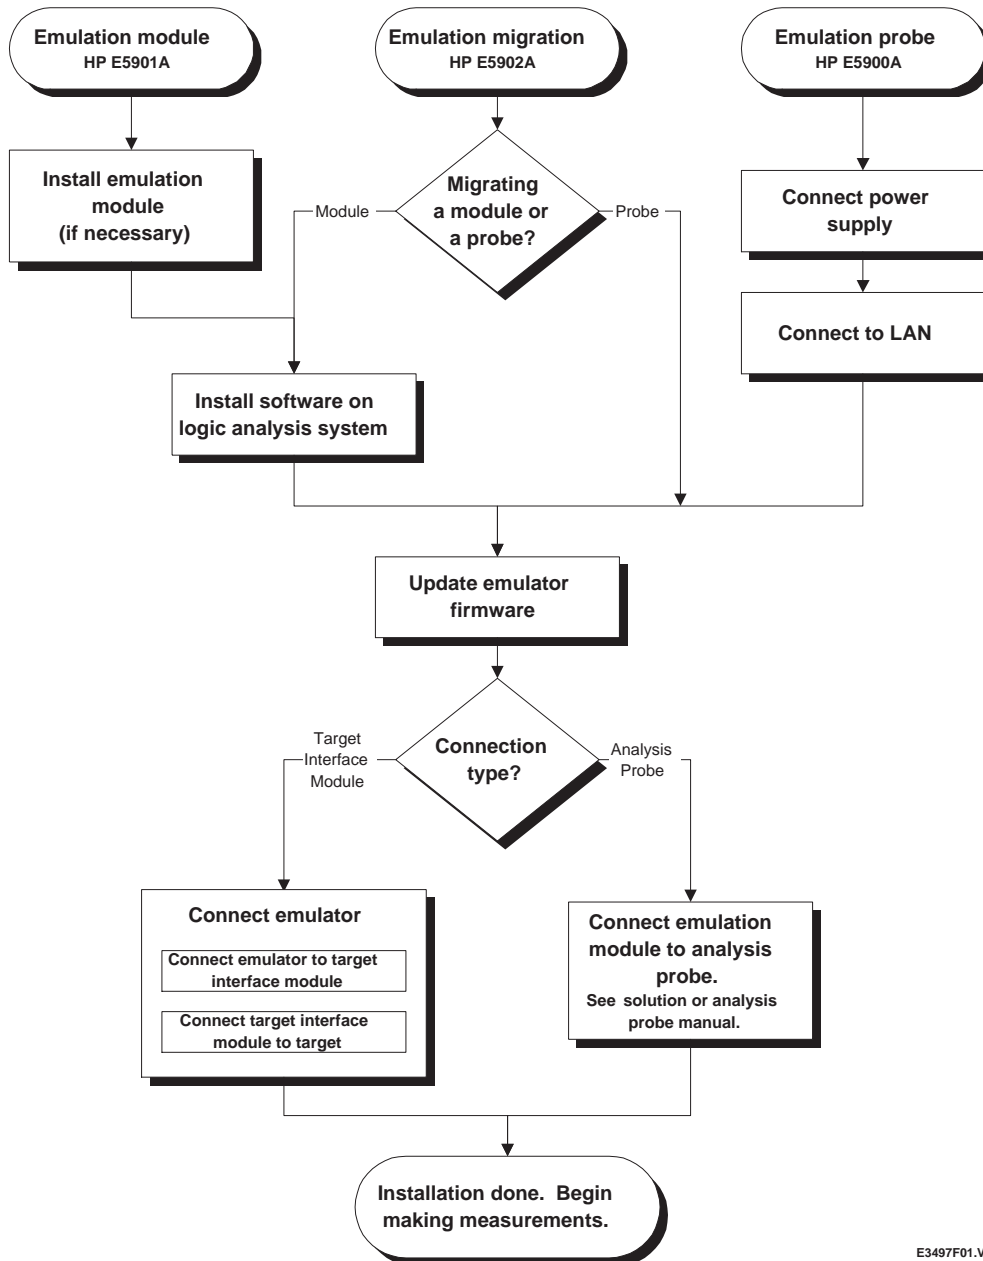 Emulation module
HP E5901A
Emulation migration
HP E5902A
Emulation probe
HP E5900A
Install emulation
module
(if necessary)
Module
Migrating
a module or
a probe?
Probe
Connect power
supply
Connect to LAN
Install software on
logic analysis system
Update emulator
firmware
Target
Interface
Module
Connection
type?
Analysis
Probe
Connect emulator
Connect emulator to target
interface module
Connect target interface
module to target
Connect emulation
module to analysis
probe.
See solution or analysis
probe manual.
Installation done. Begin
making measurements.
E3497F01.V